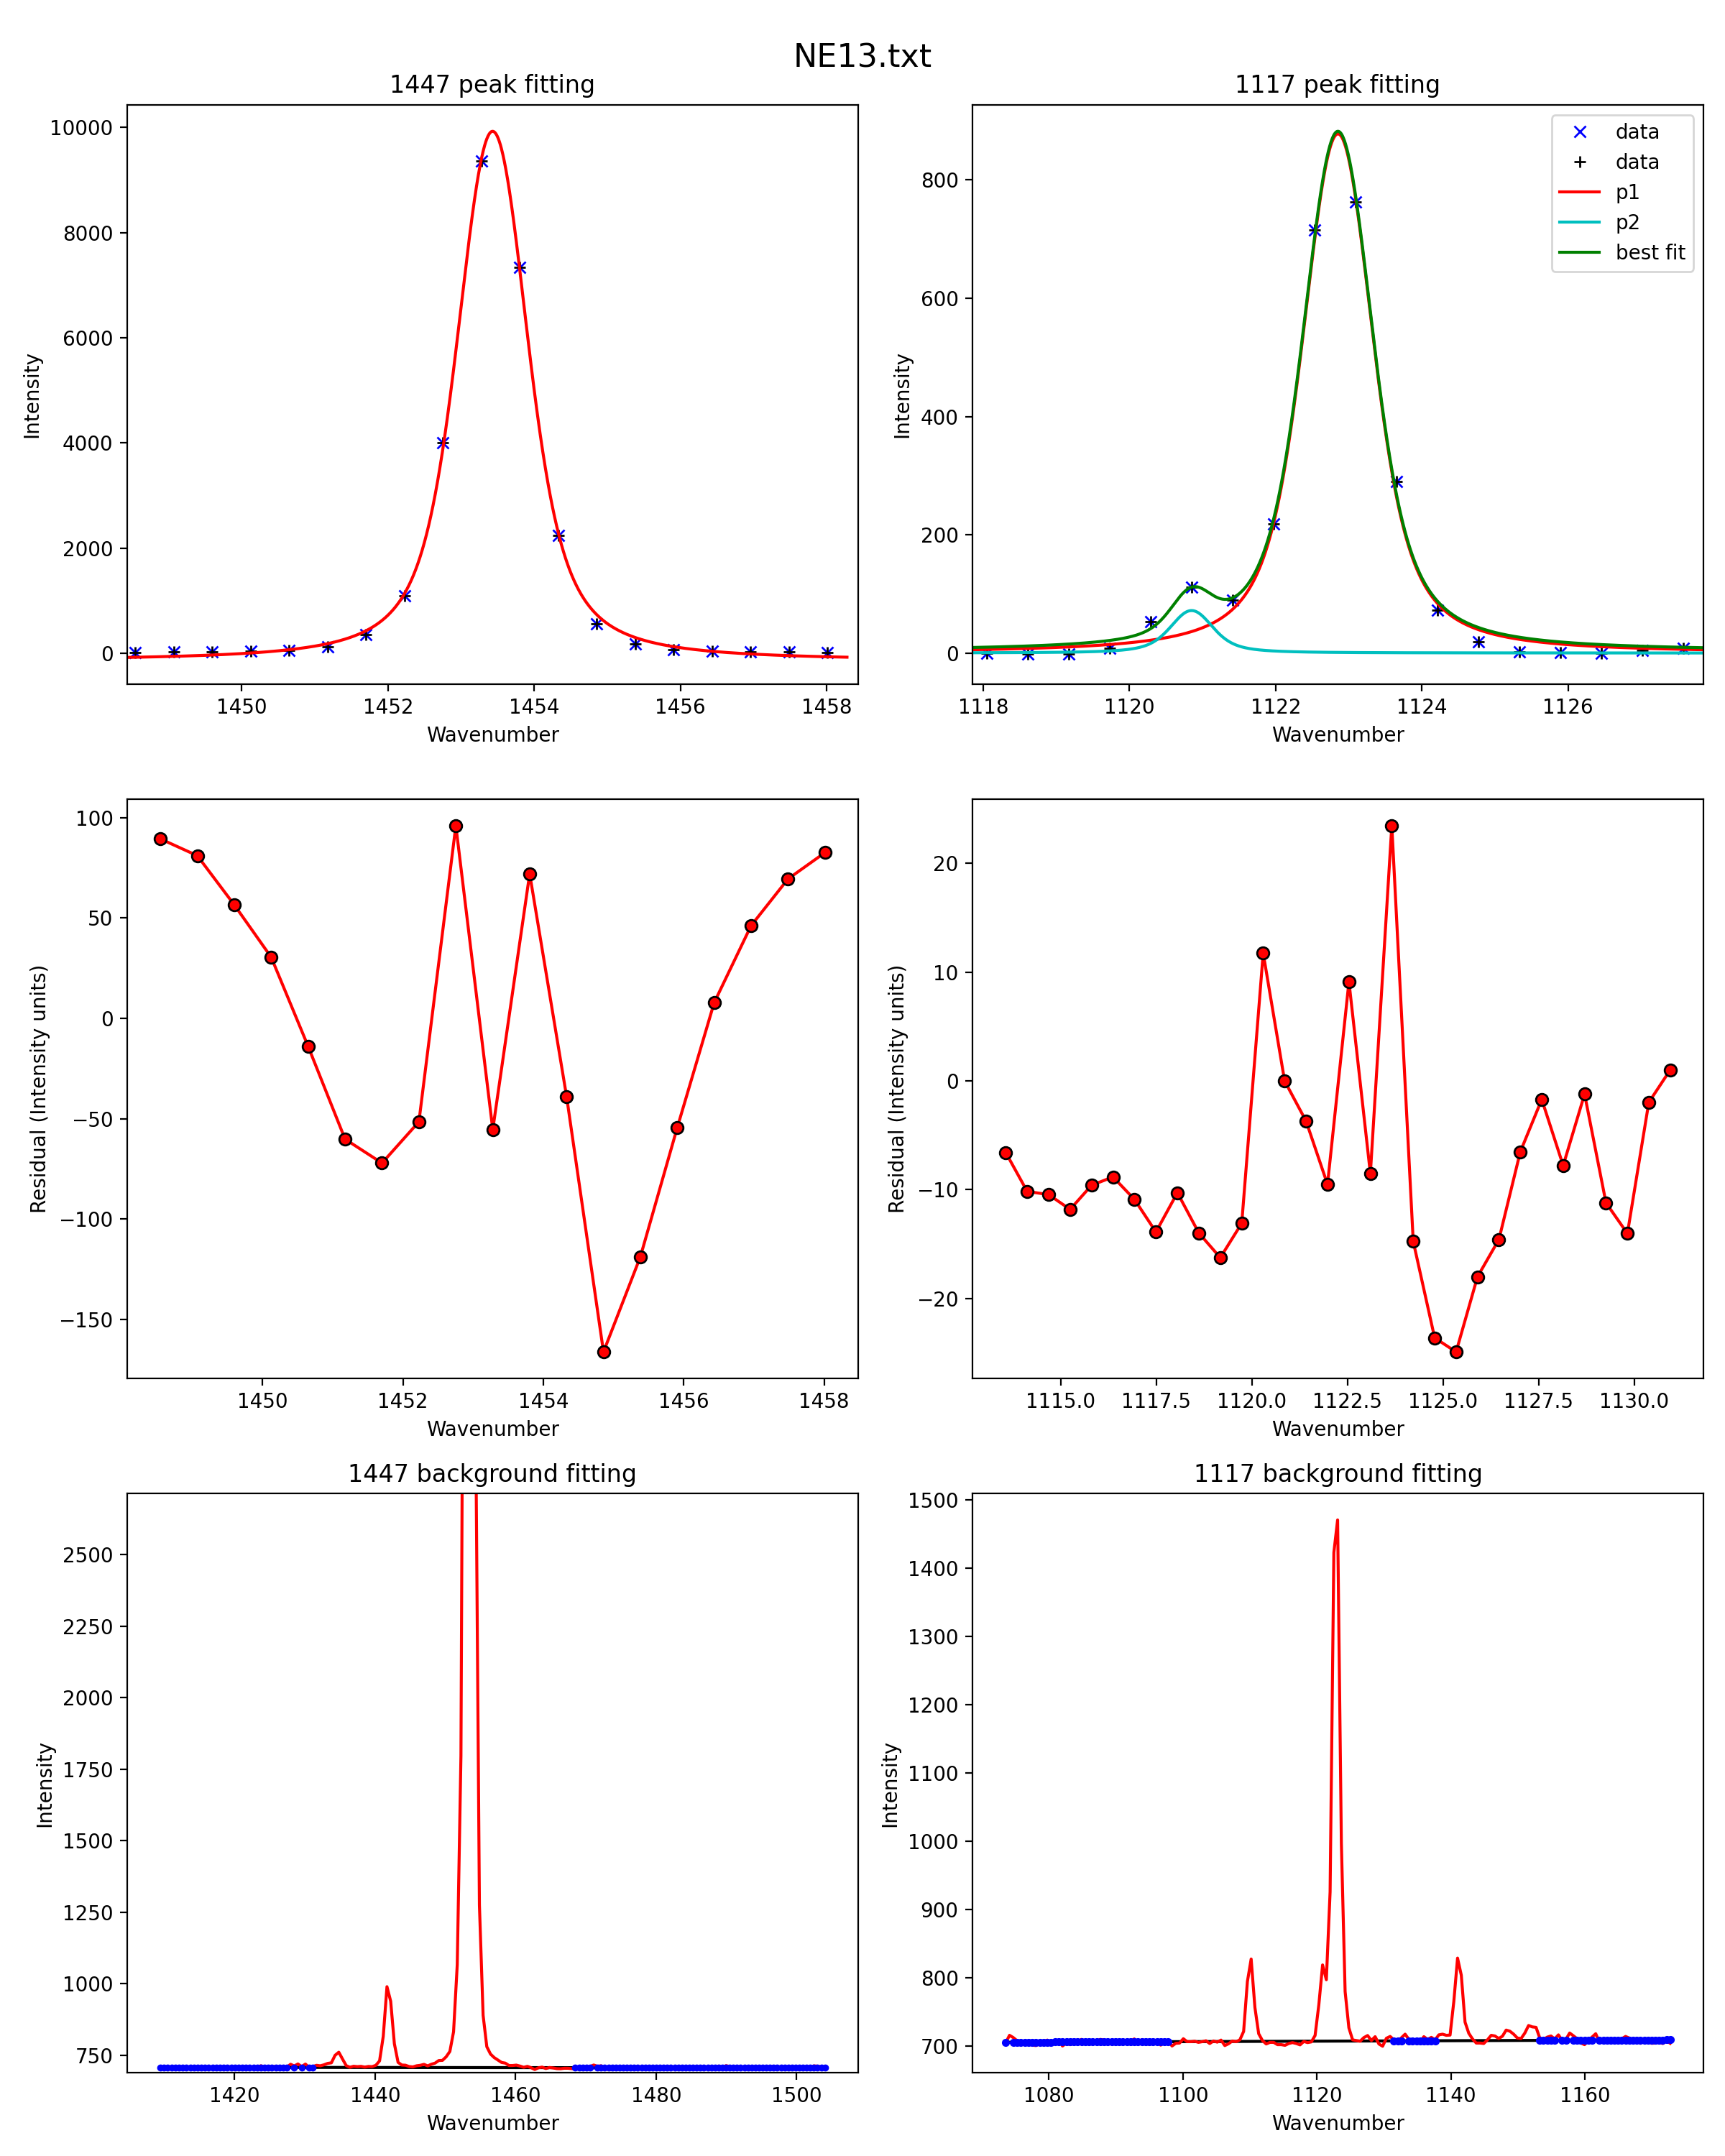 NE13.txt
1447 peak fitting
10000
8000
6000
4000
2000
0
Intensity
1450 1452 1454 1456 1458
Wavenumber
1117 peak fitting
data
data
p1
p2
best fit
800
600
400
200
0
Intensity
1118 1120 1122 1124 1126
Wavenumber
100
50
0
−50
−100
−150
Residual (Intensity units)
1450 1452 1454 1456 1458
Wavenumber
20
10
0
−10
−20
Residual (Intensity units)
1115.0 1117.5 1120.0 1122.5 1125.0 1127.5 1130.0
Wavenumber
1447 background fitting
2500
2250
2000
1750
1500
1250
1000
750
Intensity
1420 1440 1460 1480 1500
Wavenumber
1117 background fitting
1500
1400
1300
1200
1100
1000
900
800
700
Intensity
1080 1100 1120 1140 1160
Wavenumber